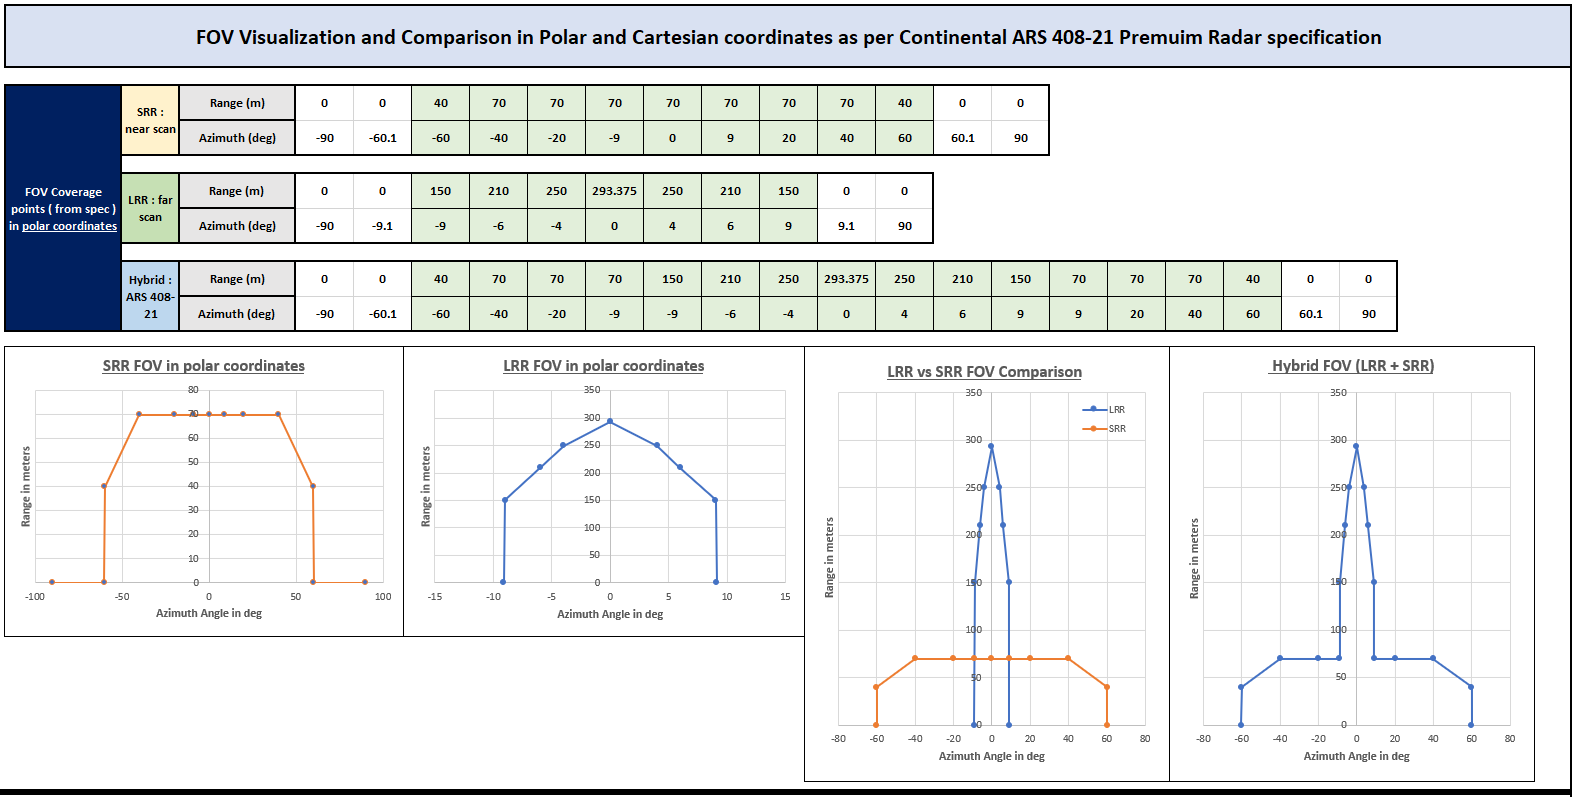 FOV Visualization and Comparison in Polar and Cartesian coordinates as per Continental ARS 408-21 Premuim Radar specification
FOV Coverage
points ( from spec )
in polar coordinates
SRR :
near scan
Range (m) 0 0 40 70 70 70 70 70 70 70 40 0 0
Azimuth (deg) -90 -60.1 -60 -40 -20 -9 0 9 20 40 60 60.1 90
LRR : far
scan
Range (m) 0 0 150 210 250 293.375 250 210 150 0 0
Azimuth (deg) -90 -9.1 -9 -6 -4 0 4 6 9 9.1 90
Hybrid :
ARS 408-
21
Range (m) 0 0 40 70 70 70 150 210 250 293.375 250 210 150 70 70 70 40 0 0
Azimuth (deg) -90 -60.1 -60 -40 -20 -9 -9 -6 -4 0 4 6 9 9 20 40 60 60.1 90
SRR FOV in polar coordinates
80
70
60
50
40
30
20
10
0
-100 -50 0 50 100
Range in meters
Azimuth Angle in deg
LRR FOV in polar coordinates
350
300
250
200
150
100
50
0
-15 -10 -5 0 5 10 15
Range in meters
Azimuth Angle in deg
LRR vs SRR FOV Comparison
LRR
SRR
350
300
250
200
150
100
50
0
-80 -60 -40 -20 0 20 40 60 80
Range in meters
Azimuth Angle in deg
Hybrid FOV (LRR + SRR)
350
300
250
200
150
100
50
0
-80 -60 -40 -20 0 20 40 60 80
Range in meters
Azimuth Angle in deg